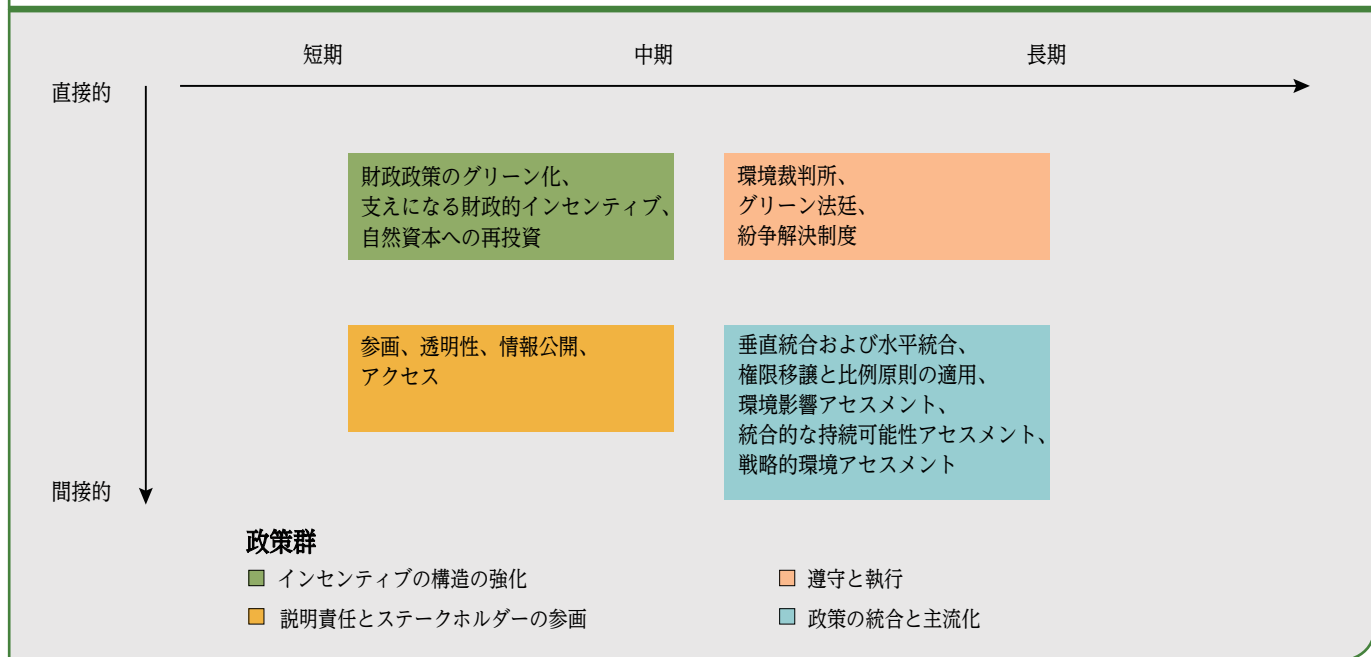 短期
中期
長期
直接的
財政政策のグリーン化、
支えになる財政的インセンティブ、
自然資本への再投資
環境裁判所、
グリーン法廷、
紛争解決制度
参画、透明性、情報公開、
アクセス
垂直統合および水平統合、
権限移譲と比例原則の適用、
環境影響アセスメント、
統合的な持続可能性アセスメント、
戦略的環境アセスメント
間接的
政策群
インセンティブの構造の強化
遵守と執行
説明責任とステークホルダーの参画
政策の統合と主流化